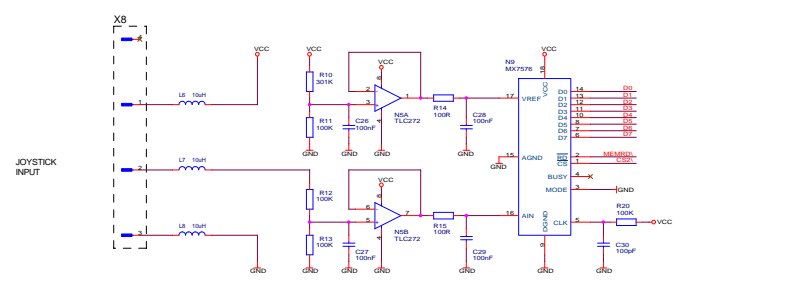 X8
4
1
2
3
JOYSTICK
INPUT
L6 10uH
L7 10uH
L8 10uH
VCC
GND
VCC
R10
301K
R11
100K
GND
C26
100nF
GND
VCC
8
2
3
1
4
N5A
TLC272
GND
R14
100R
C28
100nF
GND
R12
100K
R13
100K
GND
C27
100nF
GND
VCC
8
6
5
7
4
N5B
TLC272
GND
R15
100R
C29
100nF
GND
N9
MX7576
VCC
18
VCC
17 VREF
15 AGND
GND
16 AIN
DGND
9
GND
D0 14 D0
D1 13 D1
D2 12 D2
D3 11 D3
D4 10 D4
D5 8 D5
D6 7 D6
D7 6 D7
RD 2 MEMRD\
CS 1 CS2\
BUSY 4
MODE 3 GND
CLK 5
R20
100K
VCC
C30
100pF
GND